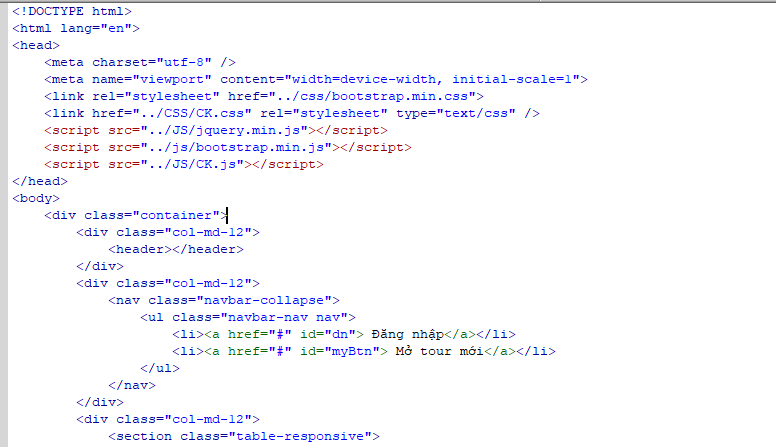 <!DOCTYPE html>
<html lang="en">
<head>
    <meta charset="utf-8" />
    <meta name="viewport" content="width=device-width, initial-scale=1">
    <link rel="stylesheet" href="../css/bootstrap.min.css">
    <link href="../CSS/CK.css" rel="stylesheet" type="text/css" />
    <script src="../JS/jquery.min.js"></script>
    <script src="../js/bootstrap.min.js"></script>
    <script src="../JS/CK.js"></script>
</head>
<body>
    <div class="container">
        <div class="col-md-12">
            <header></header>
        </div>
        <div class="col-md-12">
            <nav class="navbar-collapse">
                <ul class="navbar-nav nav">
                    <li><a href="#" id="dn"> Đăng nhập</a></li>
                    <li><a href="#" id="myBtn"> Mở tour mới</a></li>
                </ul>
            </nav>
        </div>
        <div class="col-md-12">
            <section class="table-responsive">